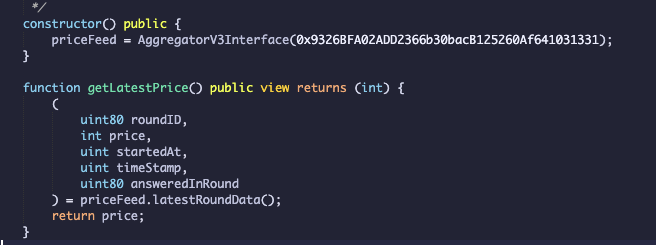 */
constructor() public {
priceFeed = AggregatorV3Interface(0x9326BFA02ADD2366b30bacB125260Af641031331);
}
function getLatestPrice() public view returns (int) {
(
uint80 roundID,
int price,
uint startedAt,
uint timeStamp,
uint80 answeredInRound
) = priceFeed.latestRoundData();
return price;
}